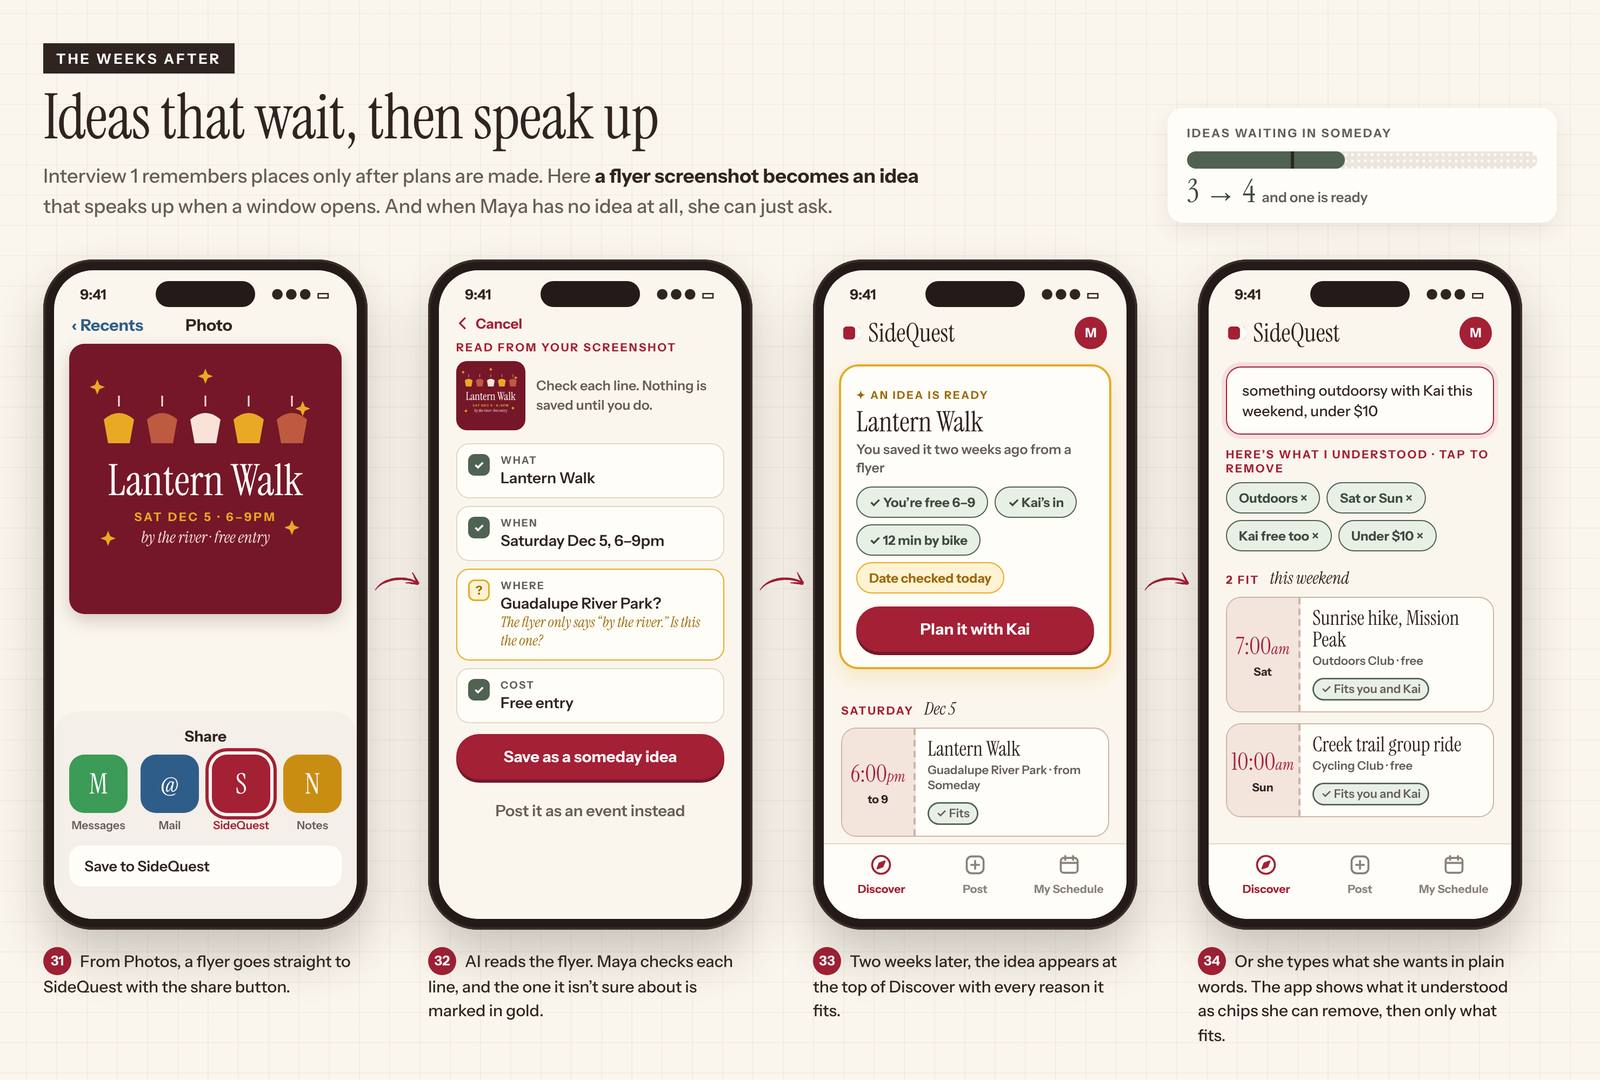 THE WEEKS AFTER
Ideas that wait, then speak up
Interview 1 remembers places only after plans are made. Here a flyer screenshot becomes an idea
that speaks up when a window opens. And when Maya has no idea at all, she can just ask.
IDEAS WAITING IN SOMEDAY
3 → 4 and one is ready
9:41
‹ Recents
Photo
Lantern Walk
SAT DEC 5 · 6–9PM
by the river · free entry
Share
M
@
S
N
Messages
Mail
SideQuest
Notes
Save to SideQuest
31 From Photos, a flyer goes straight to
SideQuest with the share button.
9:41
Cancel
READ FROM YOUR SCREENSHOT
Lantern Walk
SAT DEC 5 · 6–9PM
by the river · free entry
Check each line. Nothing is
saved until you do.
WHAT
Lantern Walk
WHEN
Saturday Dec 5, 6–9pm
?
WHERE
Guadalupe River Park?
The flyer only says “by the river.” Is this
the one?
COST
Free entry
Save as a someday idea
Post it as an event instead
32 AI reads the flyer. Maya checks each
line, and the one it isn’t sure about is
marked in gold.
9:41
SideQuest
M
✦ AN IDEA IS READY
Lantern Walk
You saved it two weeks ago from a
flyer
✓ You’re free 6–9
✓ Kai’s in
✓ 12 min by bike
Date checked today
Plan it with Kai
SATURDAY Dec 5
6:00pm
to 9
Lantern Walk
Guadalupe River Park · from
Someday
✓ Fits
Discover
Post
My Schedule
33 Two weeks later, the idea appears at
the top of Discover with every reason it
fits.
9:41
SideQuest
M
something outdoorsy with Kai this
weekend, under $10
HERE’S WHAT I UNDERSTOOD · TAP TO
REMOVE
Outdoors ×
Sat or Sun ×
Kai free too ×
Under $10 ×
2 FIT this weekend
7:00am
Sat
Sunrise hike, Mission
Peak
Outdoors Club · free
✓ Fits you and Kai
10:00am
Sun
Creek trail group ride
Cycling Club · free
✓ Fits you and Kai
Discover
Post
My Schedule
34 Or she types what she wants in plain
words. The app shows what it understood
as chips she can remove, then only what
fits.